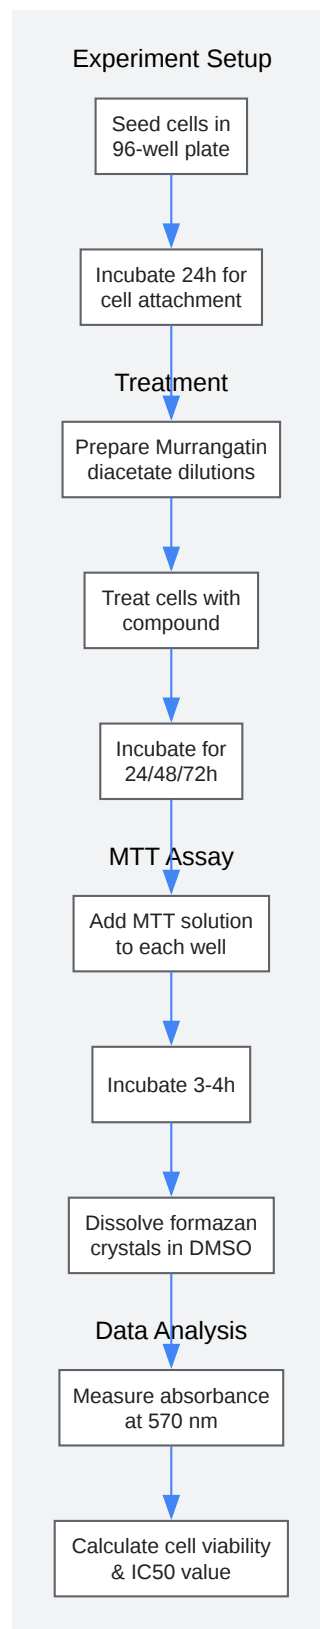 Experiment Setup
Seed cells in
96-well plate
Incubate 24h for
cell attachment
Treatment
Prepare Murrangatin
diacetate dilutions
Treat cells with
compound
Incubate for
24/48/72h
MTT Assay
Add MTT solution
to each well
Incubate 3-4h
Dissolve formazan
crystals in DMSO
Data Analysis
Measure absorbance
at 570 nm
Calculate cell viability
& IC50 value